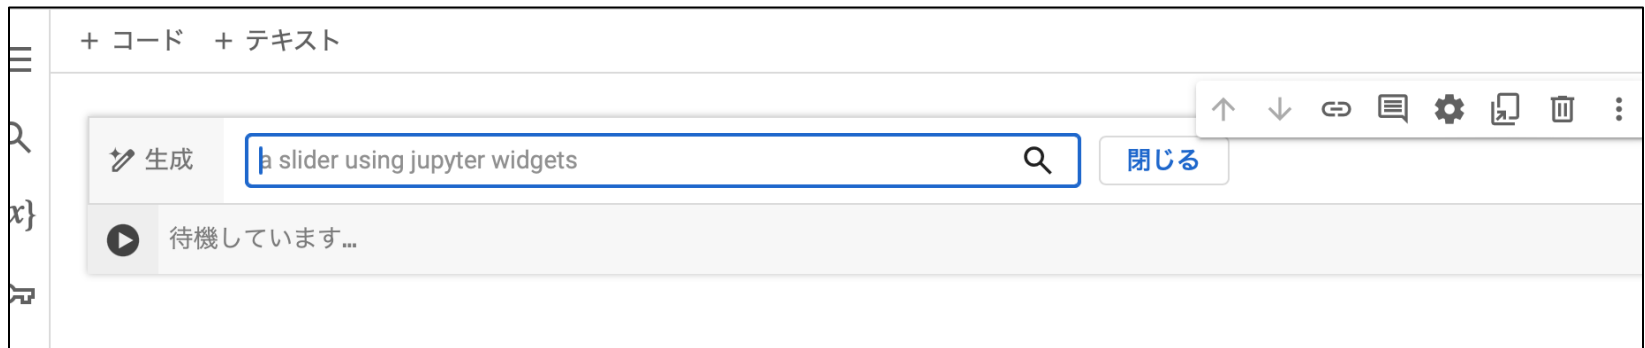 + コード + テキスト
生成 a slider using jupyter widgets 閉じる
待機しています...
x}